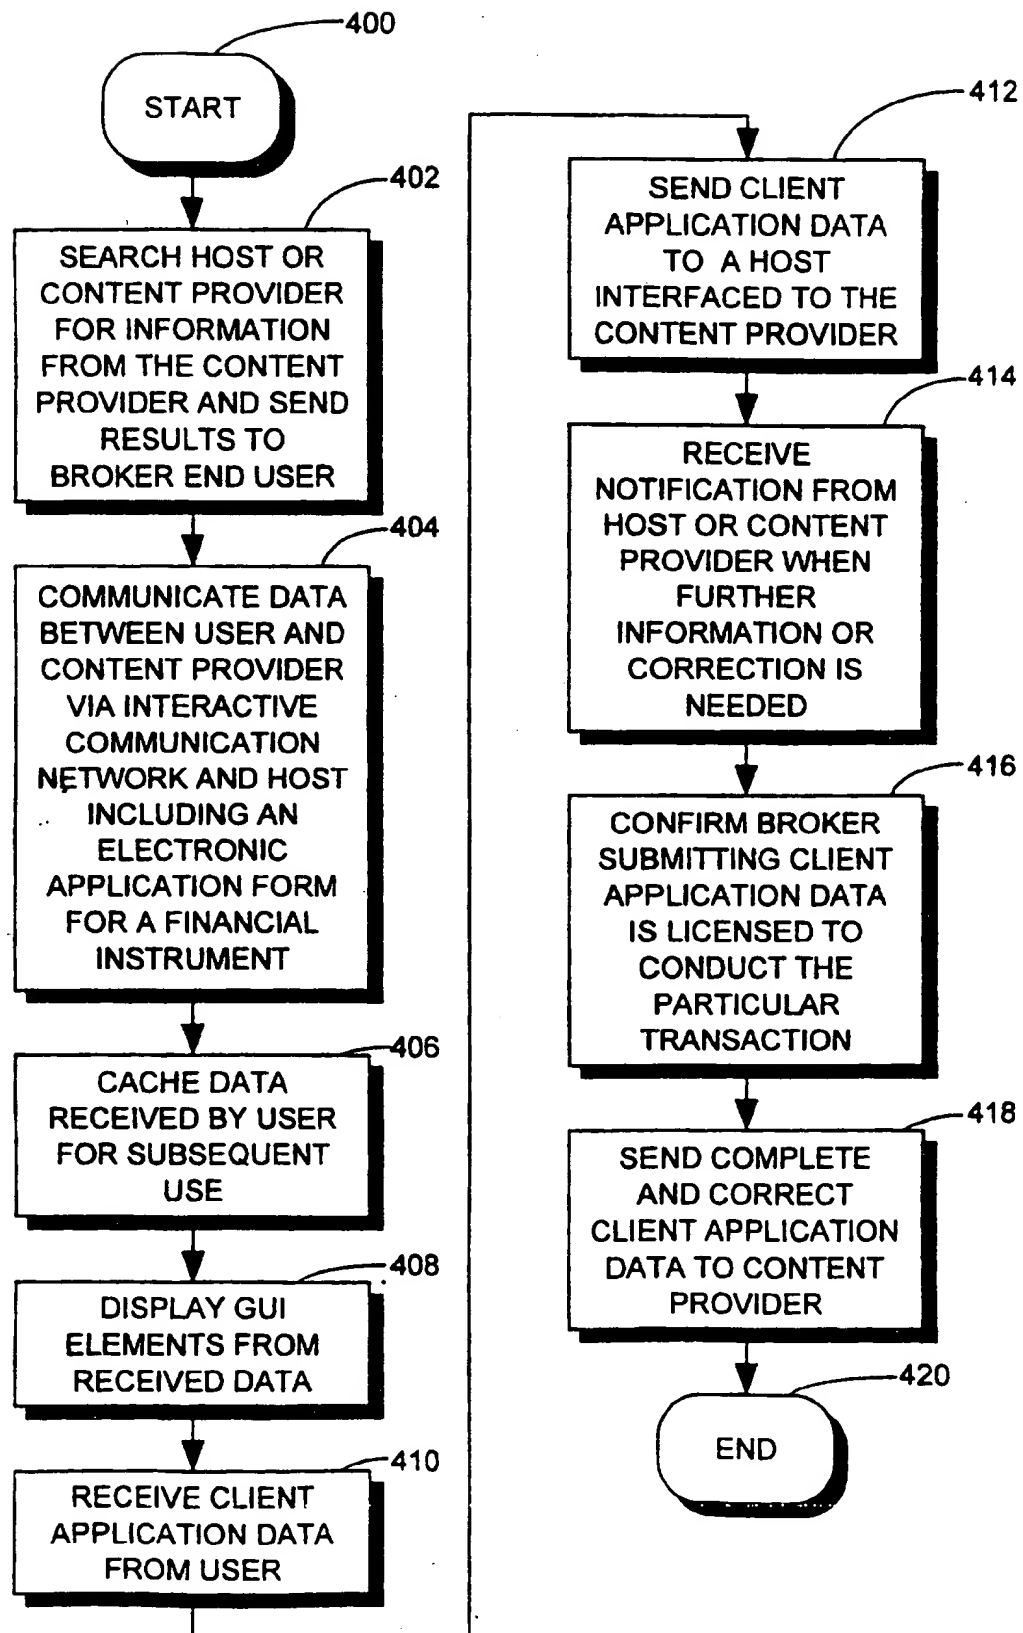 400
START
402
SEARCH HOST OR
CONTENT PROVIDER
FOR INFORMATION
FROM THE CONTENT
PROVIDER AND SEND
RESULTS TO
BROKER END USER
404
COMMUNICATE DATA
BETWEEN USER AND
CONTENT PROVIDER
VIA INTERACTIVE
COMMUNICATION
NETWORK AND HOST
INCLUDING AN
ELECTRONIC
APPLICATION FORM
FOR A FINANCIAL
INSTRUMENT
406
CACHE DATA
RECEIVED BY USER
FOR SUBSEQUENT
USE
408
DISPLAY GUI
ELEMENTS FROM
RECEIVED DATA
410
RECEIVE CLIENT
APPLICATION DATA
FROM USER
412
SEND CLIENT
APPLICATION DATA
TO A HOST
INTERFACED TO THE
CONTENT PROVIDER
414
RECEIVE
NOTIFICATION FROM
HOST OR CONTENT
PROVIDER WHEN
FURTHER
INFORMATION OR
CORRECTION IS
NEEDED
416
CONFIRM BROKER
SUBMITTING CLIENT
APPLICATION DATA
IS LICENSED TO
CONDUCT THE
PARTICULAR
TRANSACTION
418
SEND COMPLETE
AND CORRECT
CLIENT APPLICATION
DATA TO CONTENT
PROVIDER
420
END